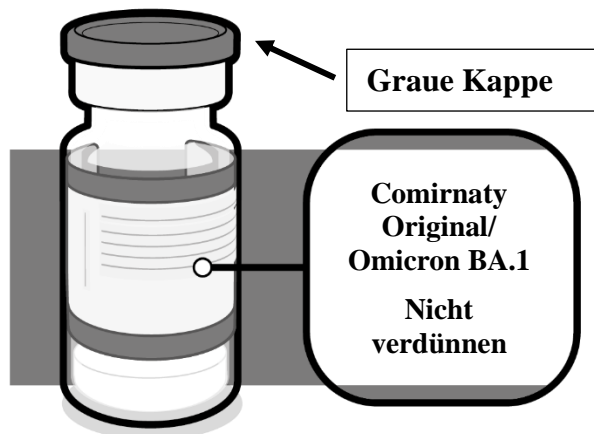 Graue Kappe
Comirnaty
Original/
Omicron BA.1
Nicht
verdünnen